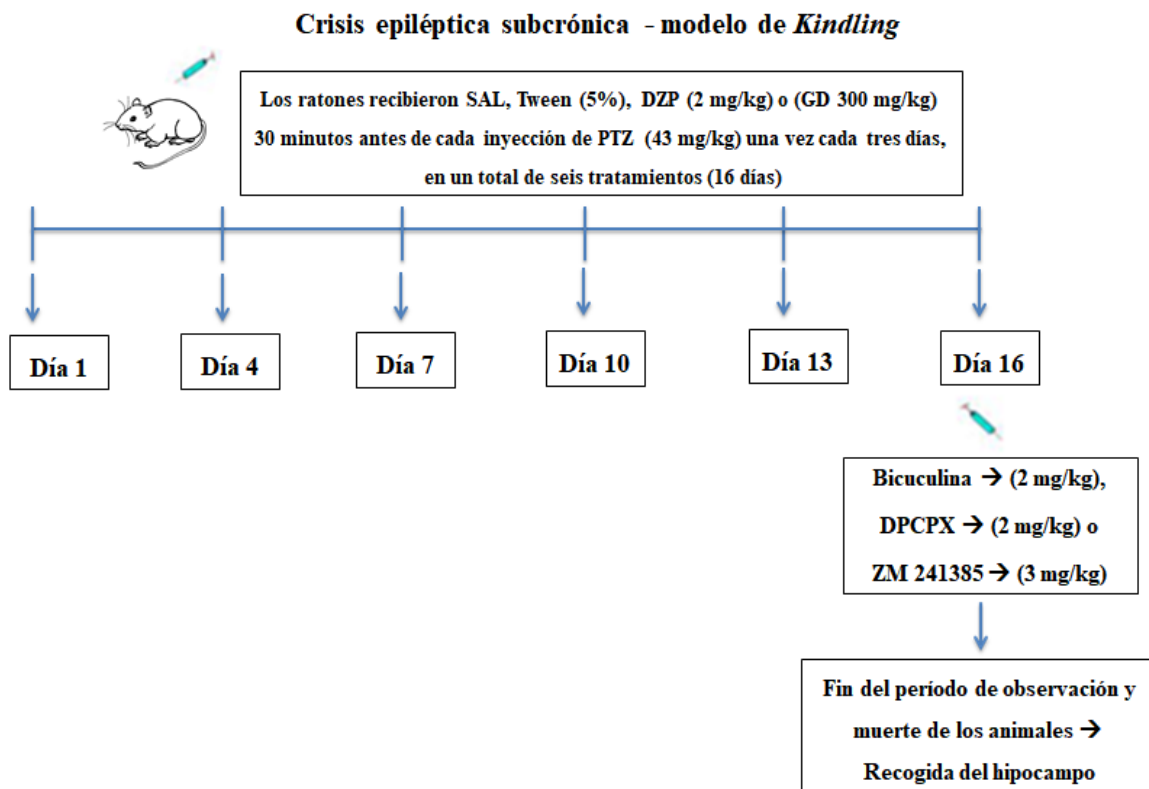 Crisis epiléptica subcrónica - modelo de Kindling
Los ratones recibieron SAL, Tween (5%), DZP (2 mg/kg) o (GD 300 mg/kg)
30 minutos antes de cada inyección de PTZ (43 mg/kg) una vez cada tres días,
en un total de seis tratamientos (16 días)
Día 1
Día 4
Día 7
Día 10
Día 13
Día 16
Bicuculina → (2 mg/kg),
DPCPX → (2 mg/kg) o
ZM 241385 → (3 mg/kg)
Fin del período de observación y
muerte de los animales →
Recogida del hipocampo